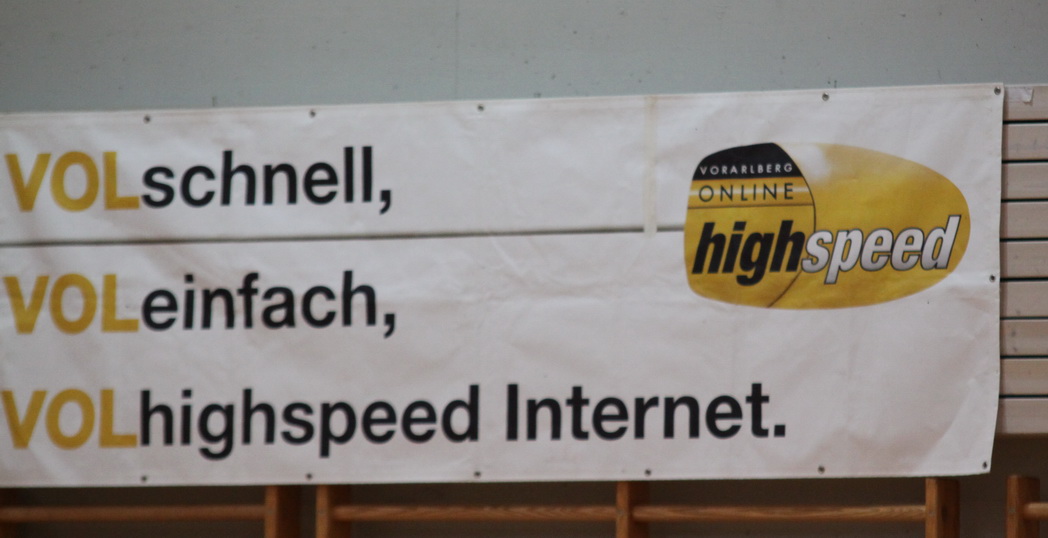 VOLschnell,
VOLeinfach,
VOLhighspeed Internet.
VORARLBERG
ONLINE
highspeed